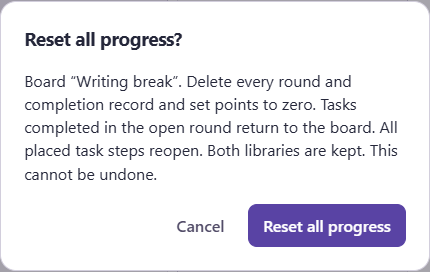 Reset all progress?
Board “Writing break”. Delete every round and
completion record and set points to zero. Tasks
completed in the open round return to the board. All
placed task steps reopen. Both libraries are kept. This
cannot be undone.
Cancel
Reset all progress